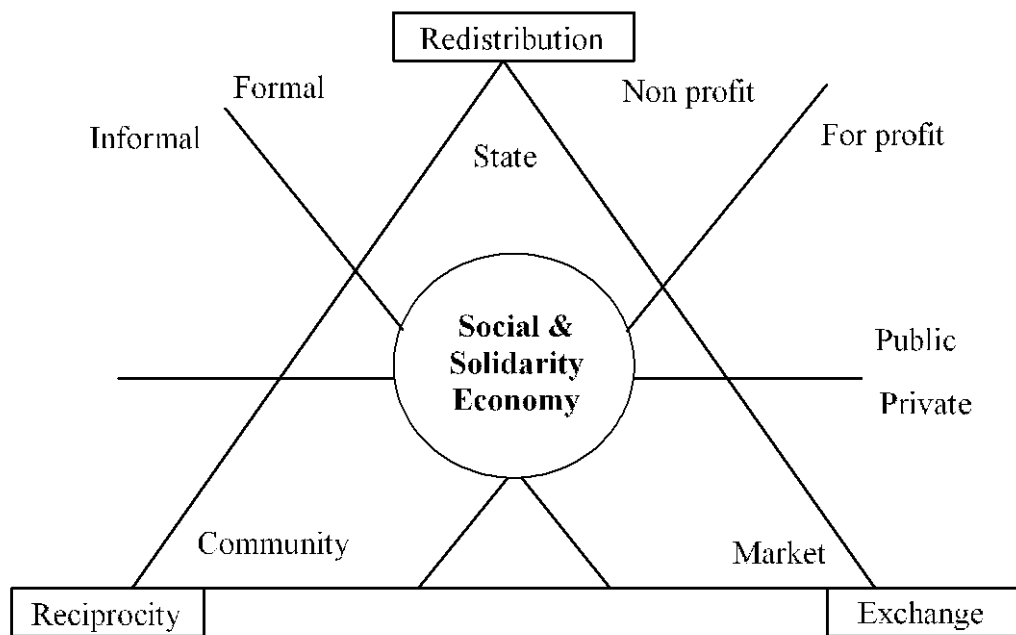 Redistribution
Formal
Non profit
Informal
For profit
State
Social &
Solidarity
Economy
Public
Private
Community
Market
Reciprocity
Exchange